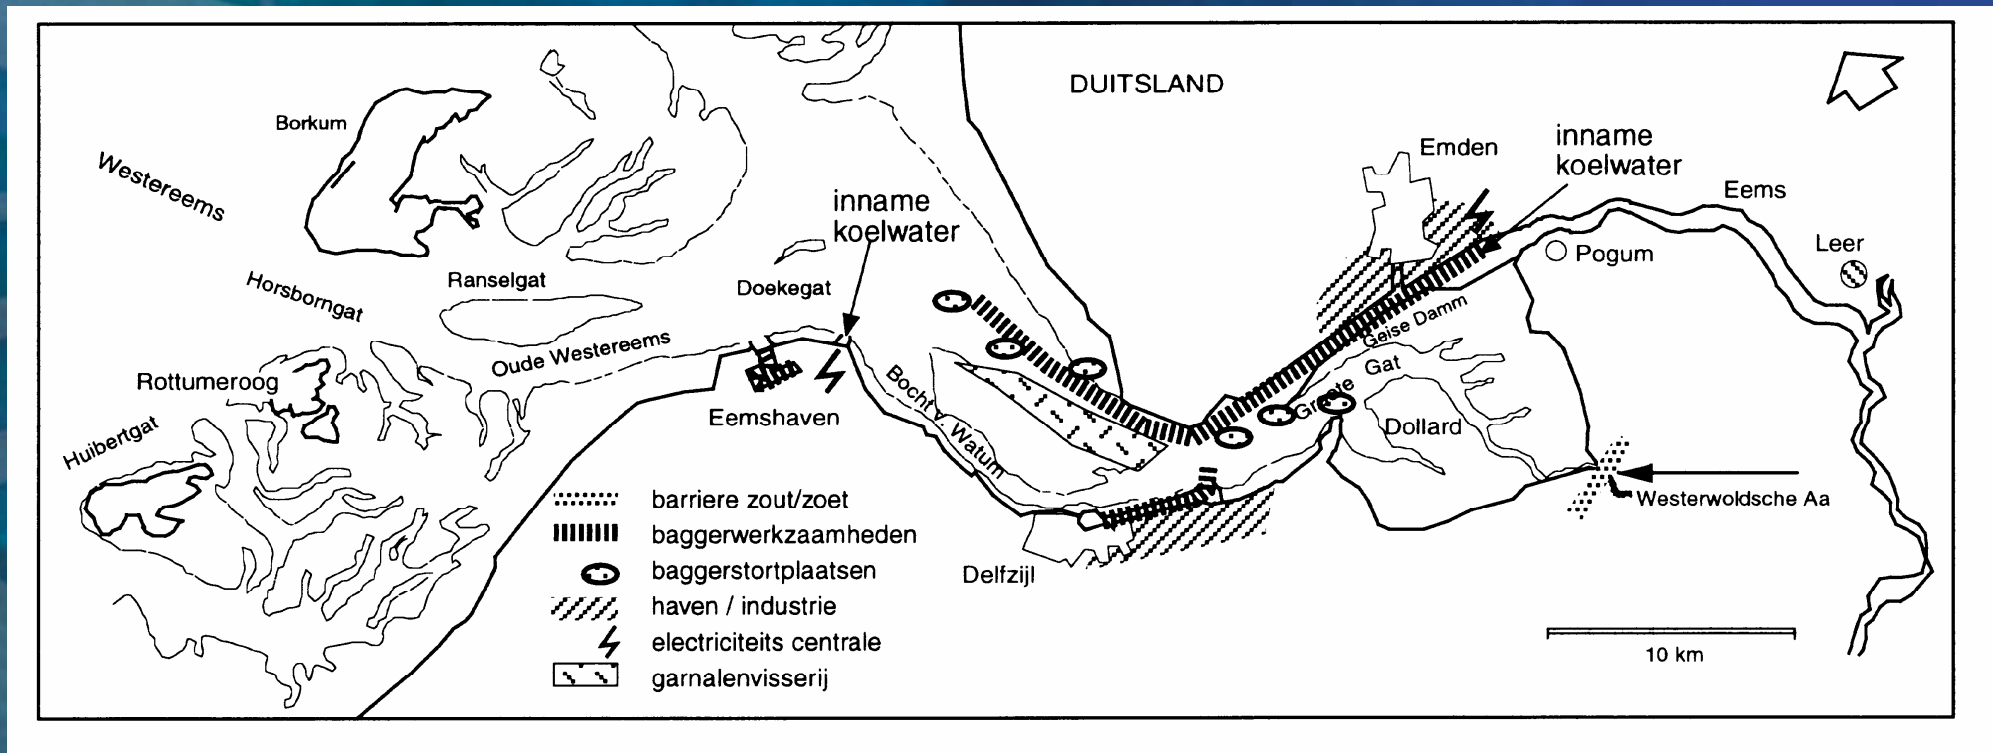 DUITSLAND
Borkum
Westereems
Emden
inname
koelwater
Eems
inname
koelwater
Leer
Pogum
Horsborngat
Ranselgat
Doekegat
Oude Westereems
Geise Damm
Rottumeroog
Groote Gat
Bocht v. Watum
Eemshaven
Huibertgat
Dollard
Westerwoldsche Aa
Delfzijl
barriere zout/zoet
baggerwerkzaamheden
baggerstortplaatsen
haven / industrie
electriciteits centrale
garnalenvisserij
10 km